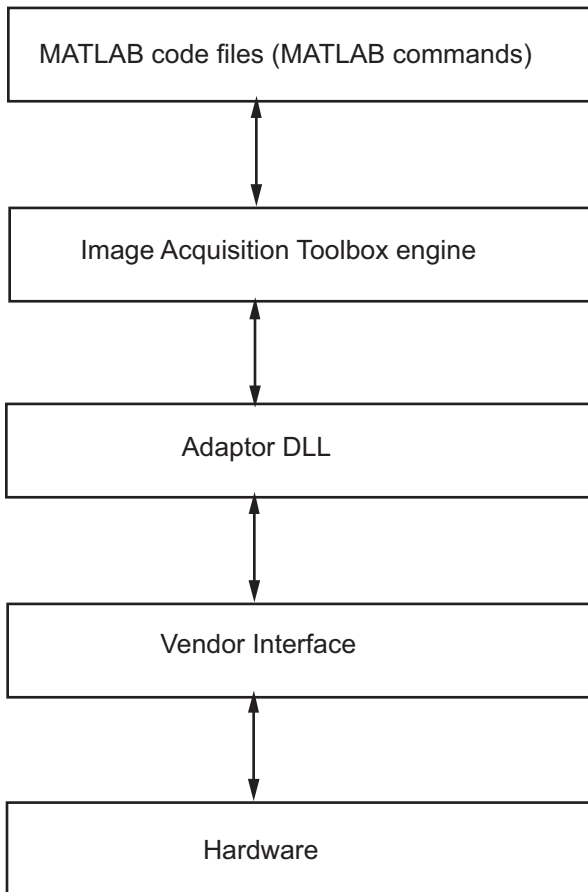 MATLAB code files (MATLAB commands)
Image Acquisition Toolbox engine
Adaptor DLL
Vendor Interface
Hardware